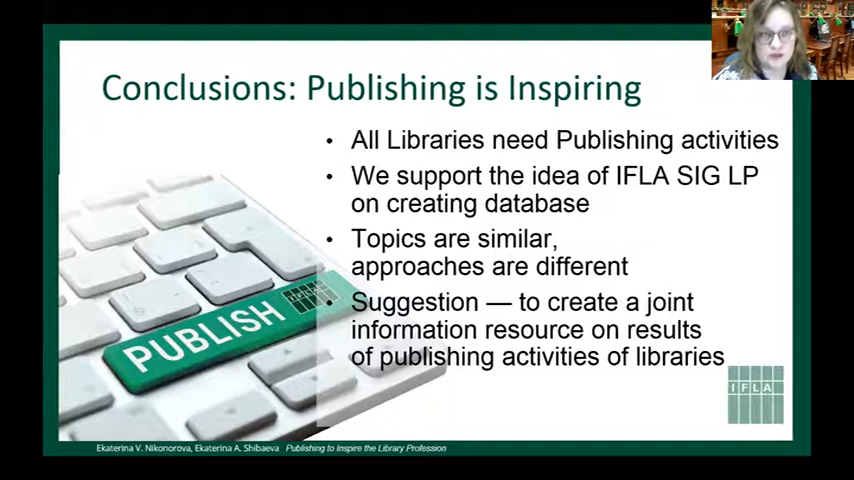 Conclusions: Publishing is Inspiring
• All Libraries need Publishing activities
• We support the idea of IFLA SIG LP
on creating database
• Topics are similar,
approaches are different
• Suggestion — to create a joint
information resource on results
of publishing activities of libraries
PUBLISH
IFLA
IFLA
Ekaterina V. Nikonorova, Ekaterina A. Shibaeva Publishing to Inspire the Library Profession